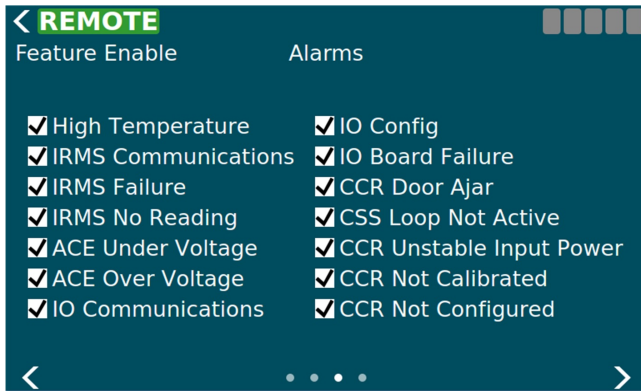 REMOTE
Feature Enable
Alarms
High Temperature
IRMS Communications
IRMS Failure
IRMS No Reading
ACE Under Voltage
ACE Over Voltage
IO Communications
IO Config
IO Board Failure
CCR Door Ajar
CSS Loop Not Active
CCR Unstable Input Power
CCR Not Calibrated
CCR Not Configured